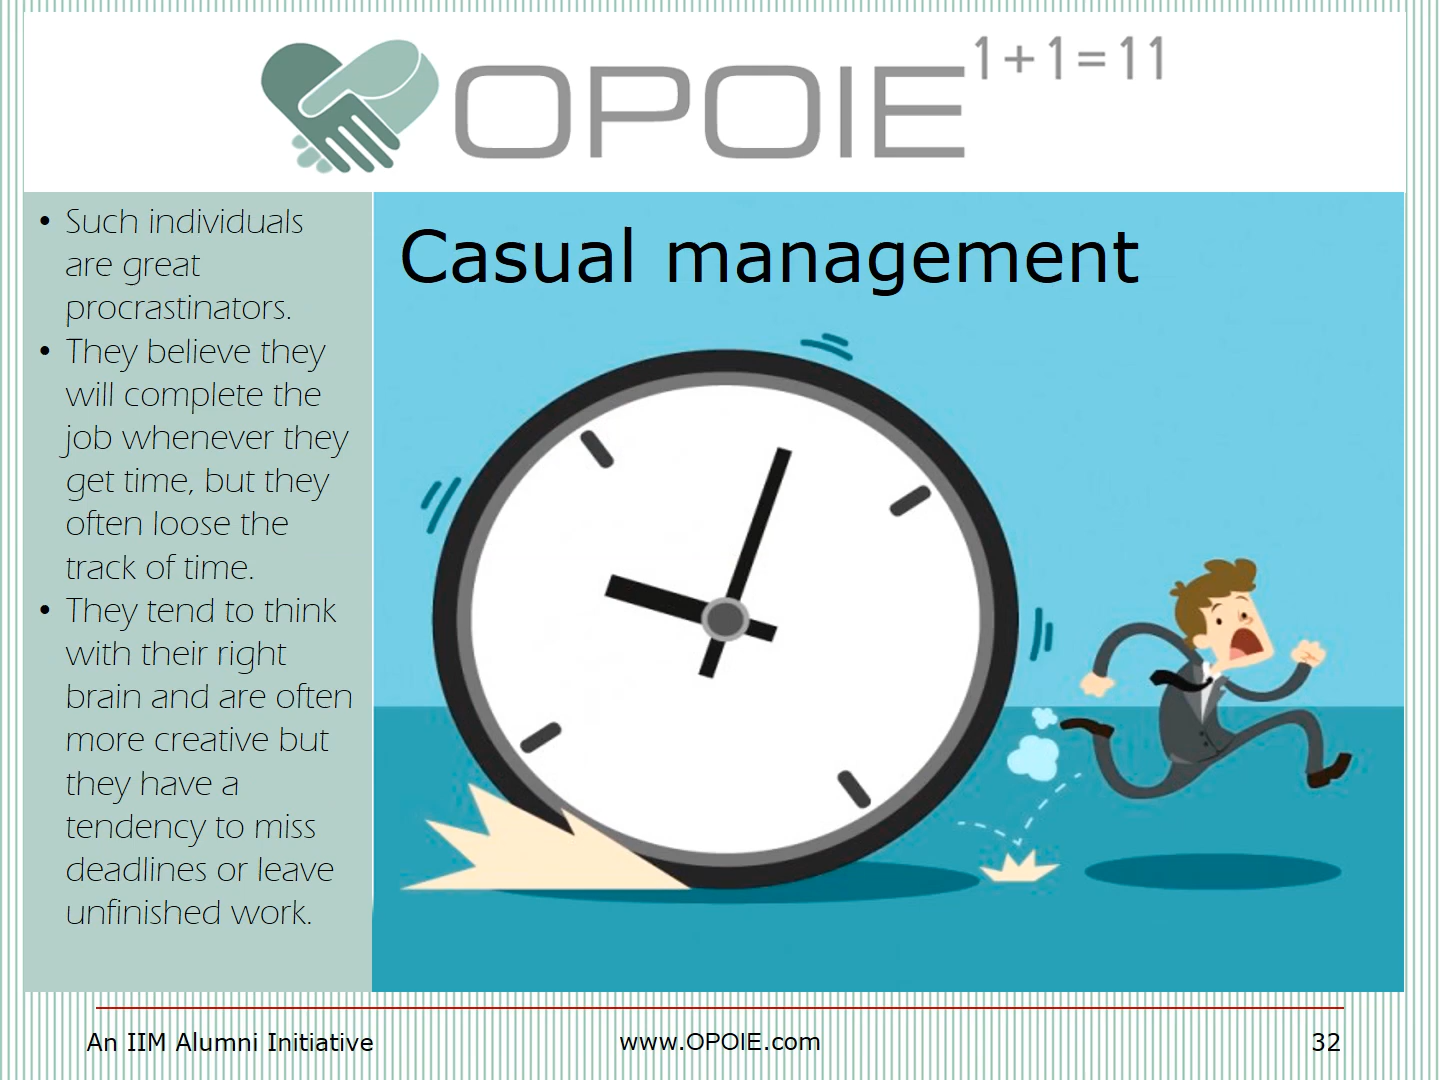 OPOIE 1+1=11
• Such individuals
are great
procrastinators.
• They believe they
will complete the
job whenever they
get time, but they
often loose the
track of time.
• They tend to think
with their right
brain and are often
more creative but
they have a
tendency to miss
deadlines or leave
unfinished work.
Casual management
An IIM Alumni Initiative
www.OPOIE.com
32